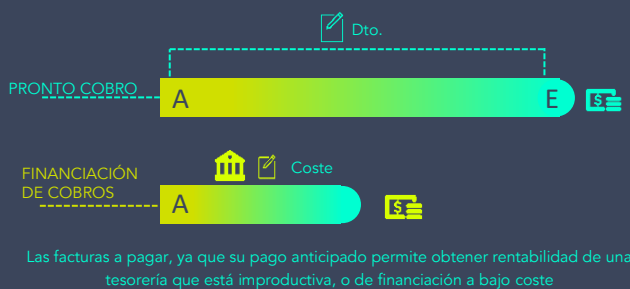 Dto.
PRONTO COBRO
A
E
FINANCIACIÓN
DE COBROS
Coste
A
Las facturas a pagar, ya que su pago anticipado permite obtener rentabilidad de una
tesorería que está improductiva, o de financiación a bajo coste